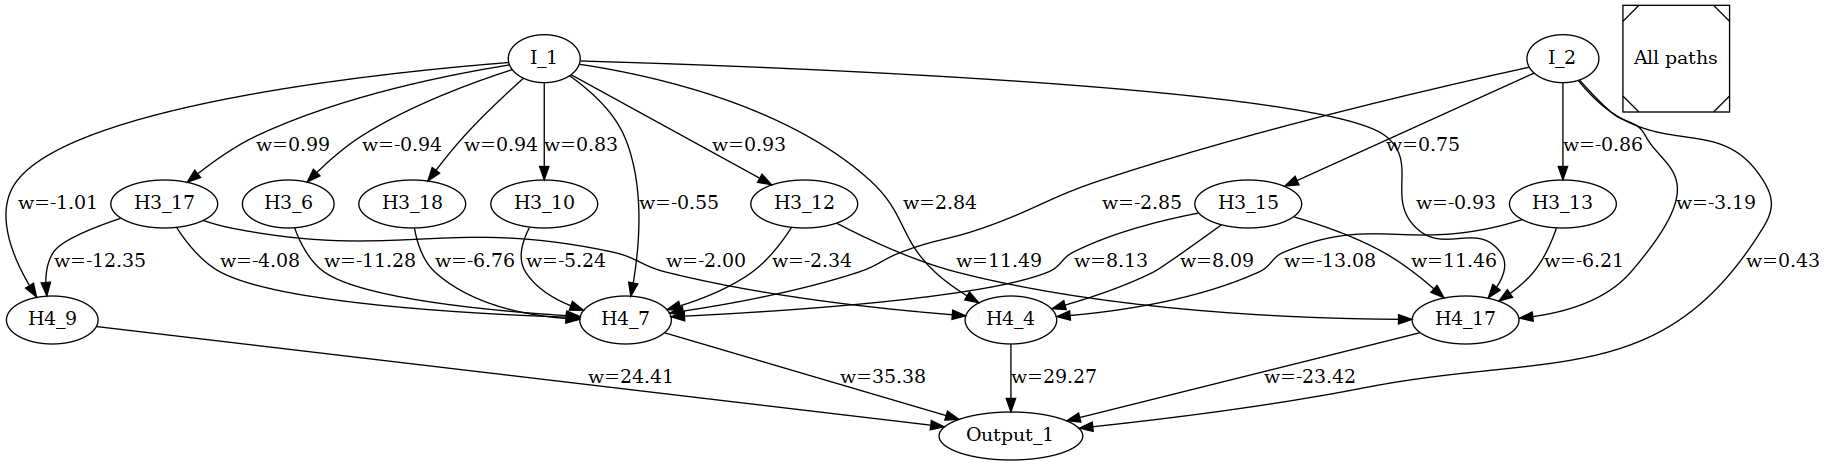 I_1
I_2
All paths
w=0.99
w=-0.94
w=0.94
w=0.83
w=0.93
w=0.75
w=-0.86
w=-1.01
H3_17
H3_6
H3_18
H3_10
w=-0.55
H3_12
w=2.84
w=-2.85
H3_15
w=-0.93
H3_13
w=-3.19
w=-12.35
w=-4.08
w=-11.28
w=-6.76
w=-5.24
w=-2.00
w=-2.34
w=11.49
w=8.13
w=8.09
w=-13.08
w=11.46
w=-6.21
w=0.43
H4_9
H4_7
H4_4
H4_17
w=24.41
w=35.38
w=29.27
w=-23.42
Output_1